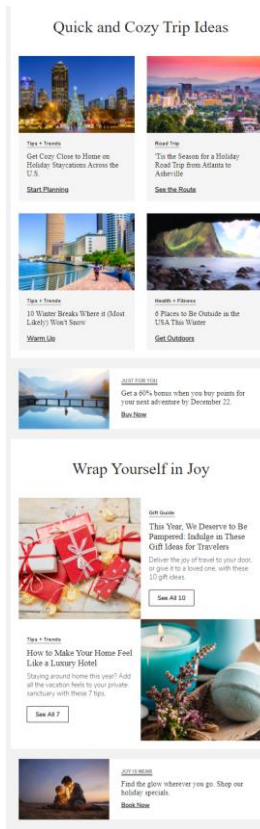 Quick and Cozy Trip Ideas
Tips + Trends
Get Cozy Close to Home on
Holiday Staycations Across the
U.S.
Start Planning
Road Trip
'Tis the Season for a Holiday
Road Trip from Atlanta to
Asheville
See the Route
Tips + Trends
10 Winter Breaks Where it (Most
Likely) Won't Snow
Warm Up
Health + Fitness
6 Places to Be Outside in the
USA This Winter
Get Outdoors
JUST FOR YOU
Get a 60% bonus when you buy points for
your next adventure by December 22.
Buy Now
Wrap Yourself in Joy
Gift Guide
This Year, We Deserve to Be
Pampered: Indulge in These
Gift Ideas for Travelers
Deliver the joy of travel to your door,
or give it to a loved one, with these
10 gift ideas.
See All 10
Tips + Trends
How to Make Your Home Feel
Like a Luxury Hotel
Staying around home this year? Add
all the vacation feels to your private
sanctuary with these 7 tips.
See All 7
JOY IS NEAR
Find the glow wherever you go. Shop our
holiday specials.
Book Now